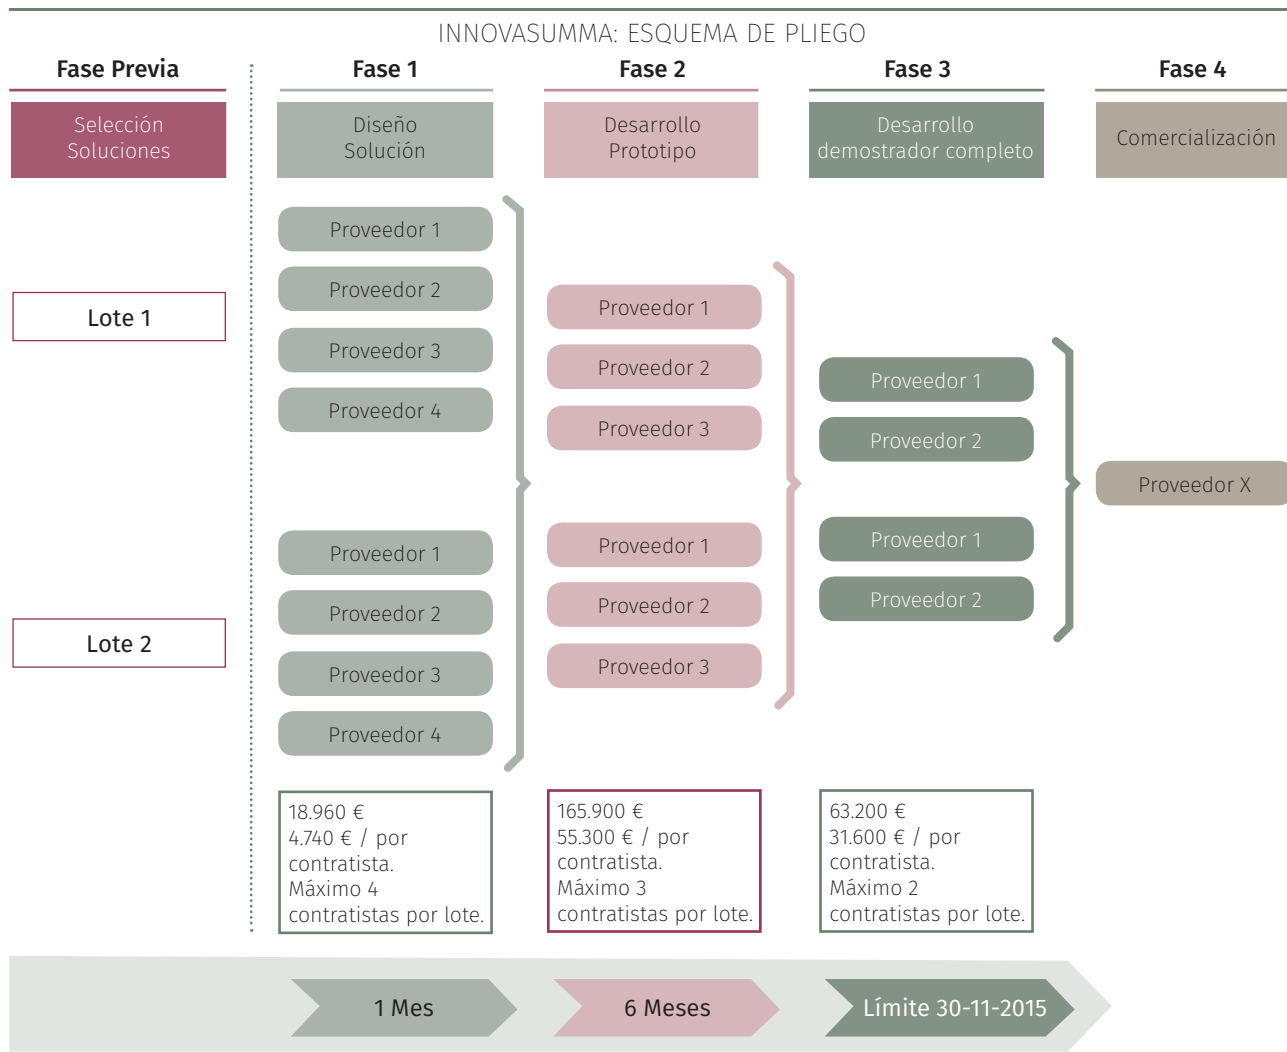 INNOVASUMMA: ESQUEMA DE PLIEGO
Fase Previa
Selección
Soluciones
Lote 1
Lote 2
Fase 1
Diseño
Solución
Proveedor 1
Proveedor 2
Proveedor 3
Proveedor 4
Proveedor 1
Proveedor 2
Proveedor 3
Proveedor 4
18.960 €
4.740 € / por
contratista.
Máximo 4
contratistas por lote.
1 Mes
Fase 2
Desarrollo
Prototipo
Proveedor 1
Proveedor 2
Proveedor 3
Proveedor 1
Proveedor 2
Proveedor 3
165.900 €
55.300 € / por
contratista.
Máximo 3
contratistas por lote.
6 Meses
Fase 3
Desarrollo
demostrador completo
Proveedor 1
Proveedor 2
Proveedor 1
Proveedor 2
63.200 €
31.600 € / por
contratista.
Máximo 2
contratistas por lote.
Límite 30-11-2015
Fase 4
Comercialización
Proveedor X